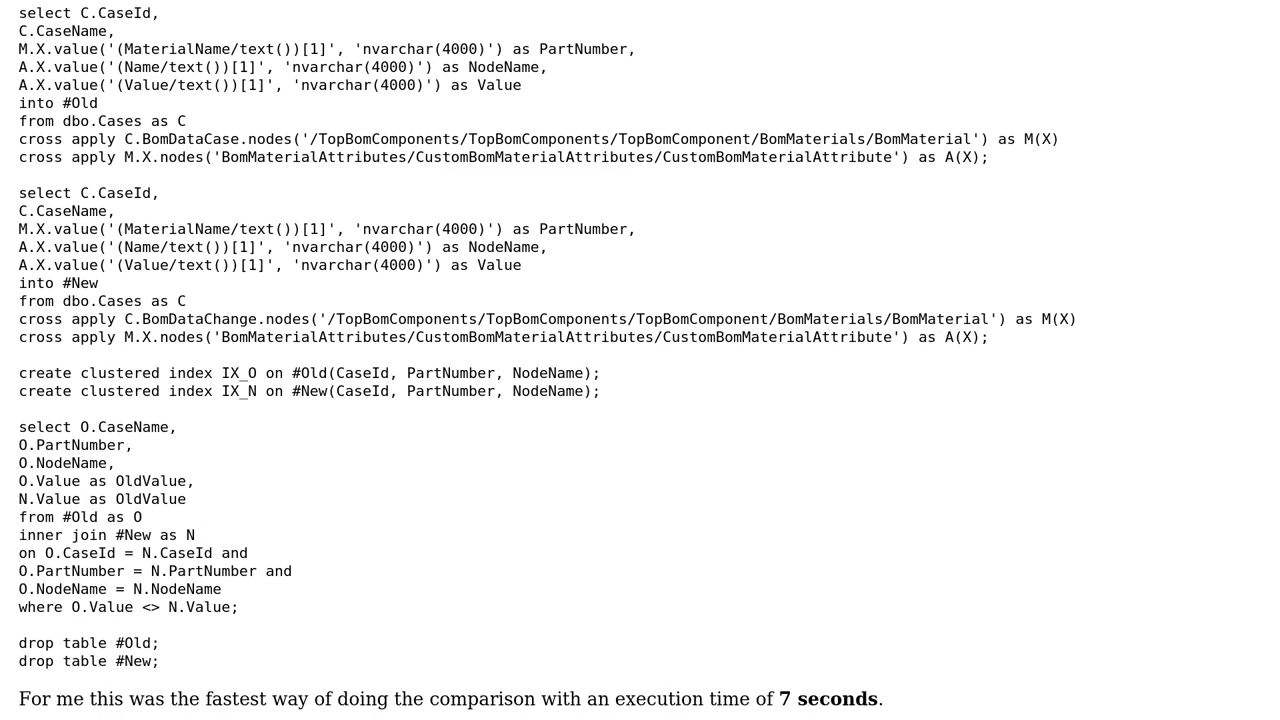 select C.CaseId,
C.CaseName,
M.X.value('(MaterialName/text())[1]', 'nvarchar(4000)') as PartNumber,
A.X.value('(Name/text())[1]', 'nvarchar(4000)') as NodeName,
A.X.value('(Value/text())[1]', 'nvarchar(4000)') as Value
into #Old
from dbo.Cases as C
cross apply C.BomDataCase.nodes('/TopBomComponents/TopBomComponents/TopBomComponent/BomMaterials/BomMaterial') as M(X)
cross apply M.X.nodes('BomMaterialAttributes/CustomBomMaterialAttributes/CustomBomMaterialAttribute') as A(X);

select C.CaseId,
C.CaseName,
M.X.value('(MaterialName/text())[1]', 'nvarchar(4000)') as PartNumber,
A.X.value('(Name/text())[1]', 'nvarchar(4000)') as NodeName,
A.X.value('(Value/text())[1]', 'nvarchar(4000)') as Value
into #New
from dbo.Cases as C
cross apply C.BomDataChange.nodes('/TopBomComponents/TopBomComponents/TopBomComponent/BomMaterials/BomMaterial') as M(X)
cross apply M.X.nodes('BomMaterialAttributes/CustomBomMaterialAttributes/CustomBomMaterialAttribute') as A(X);

create clustered index IX_O on #Old(CaseId, PartNumber, NodeName);
create clustered index IX_N on #New(CaseId, PartNumber, NodeName);

select O.CaseName,
O.PartNumber,
O.NodeName,
O.Value as OldValue,
N.Value as OldValue
from #Old as O
inner join #New as N
on O.CaseId = N.CaseId and
O.PartNumber = N.PartNumber and
O.NodeName = N.NodeName
where O.Value <> N.Value;

drop table #Old;
drop table #New;

For me this was the fastest way of doing the comparison with an execution time of 7 seconds.